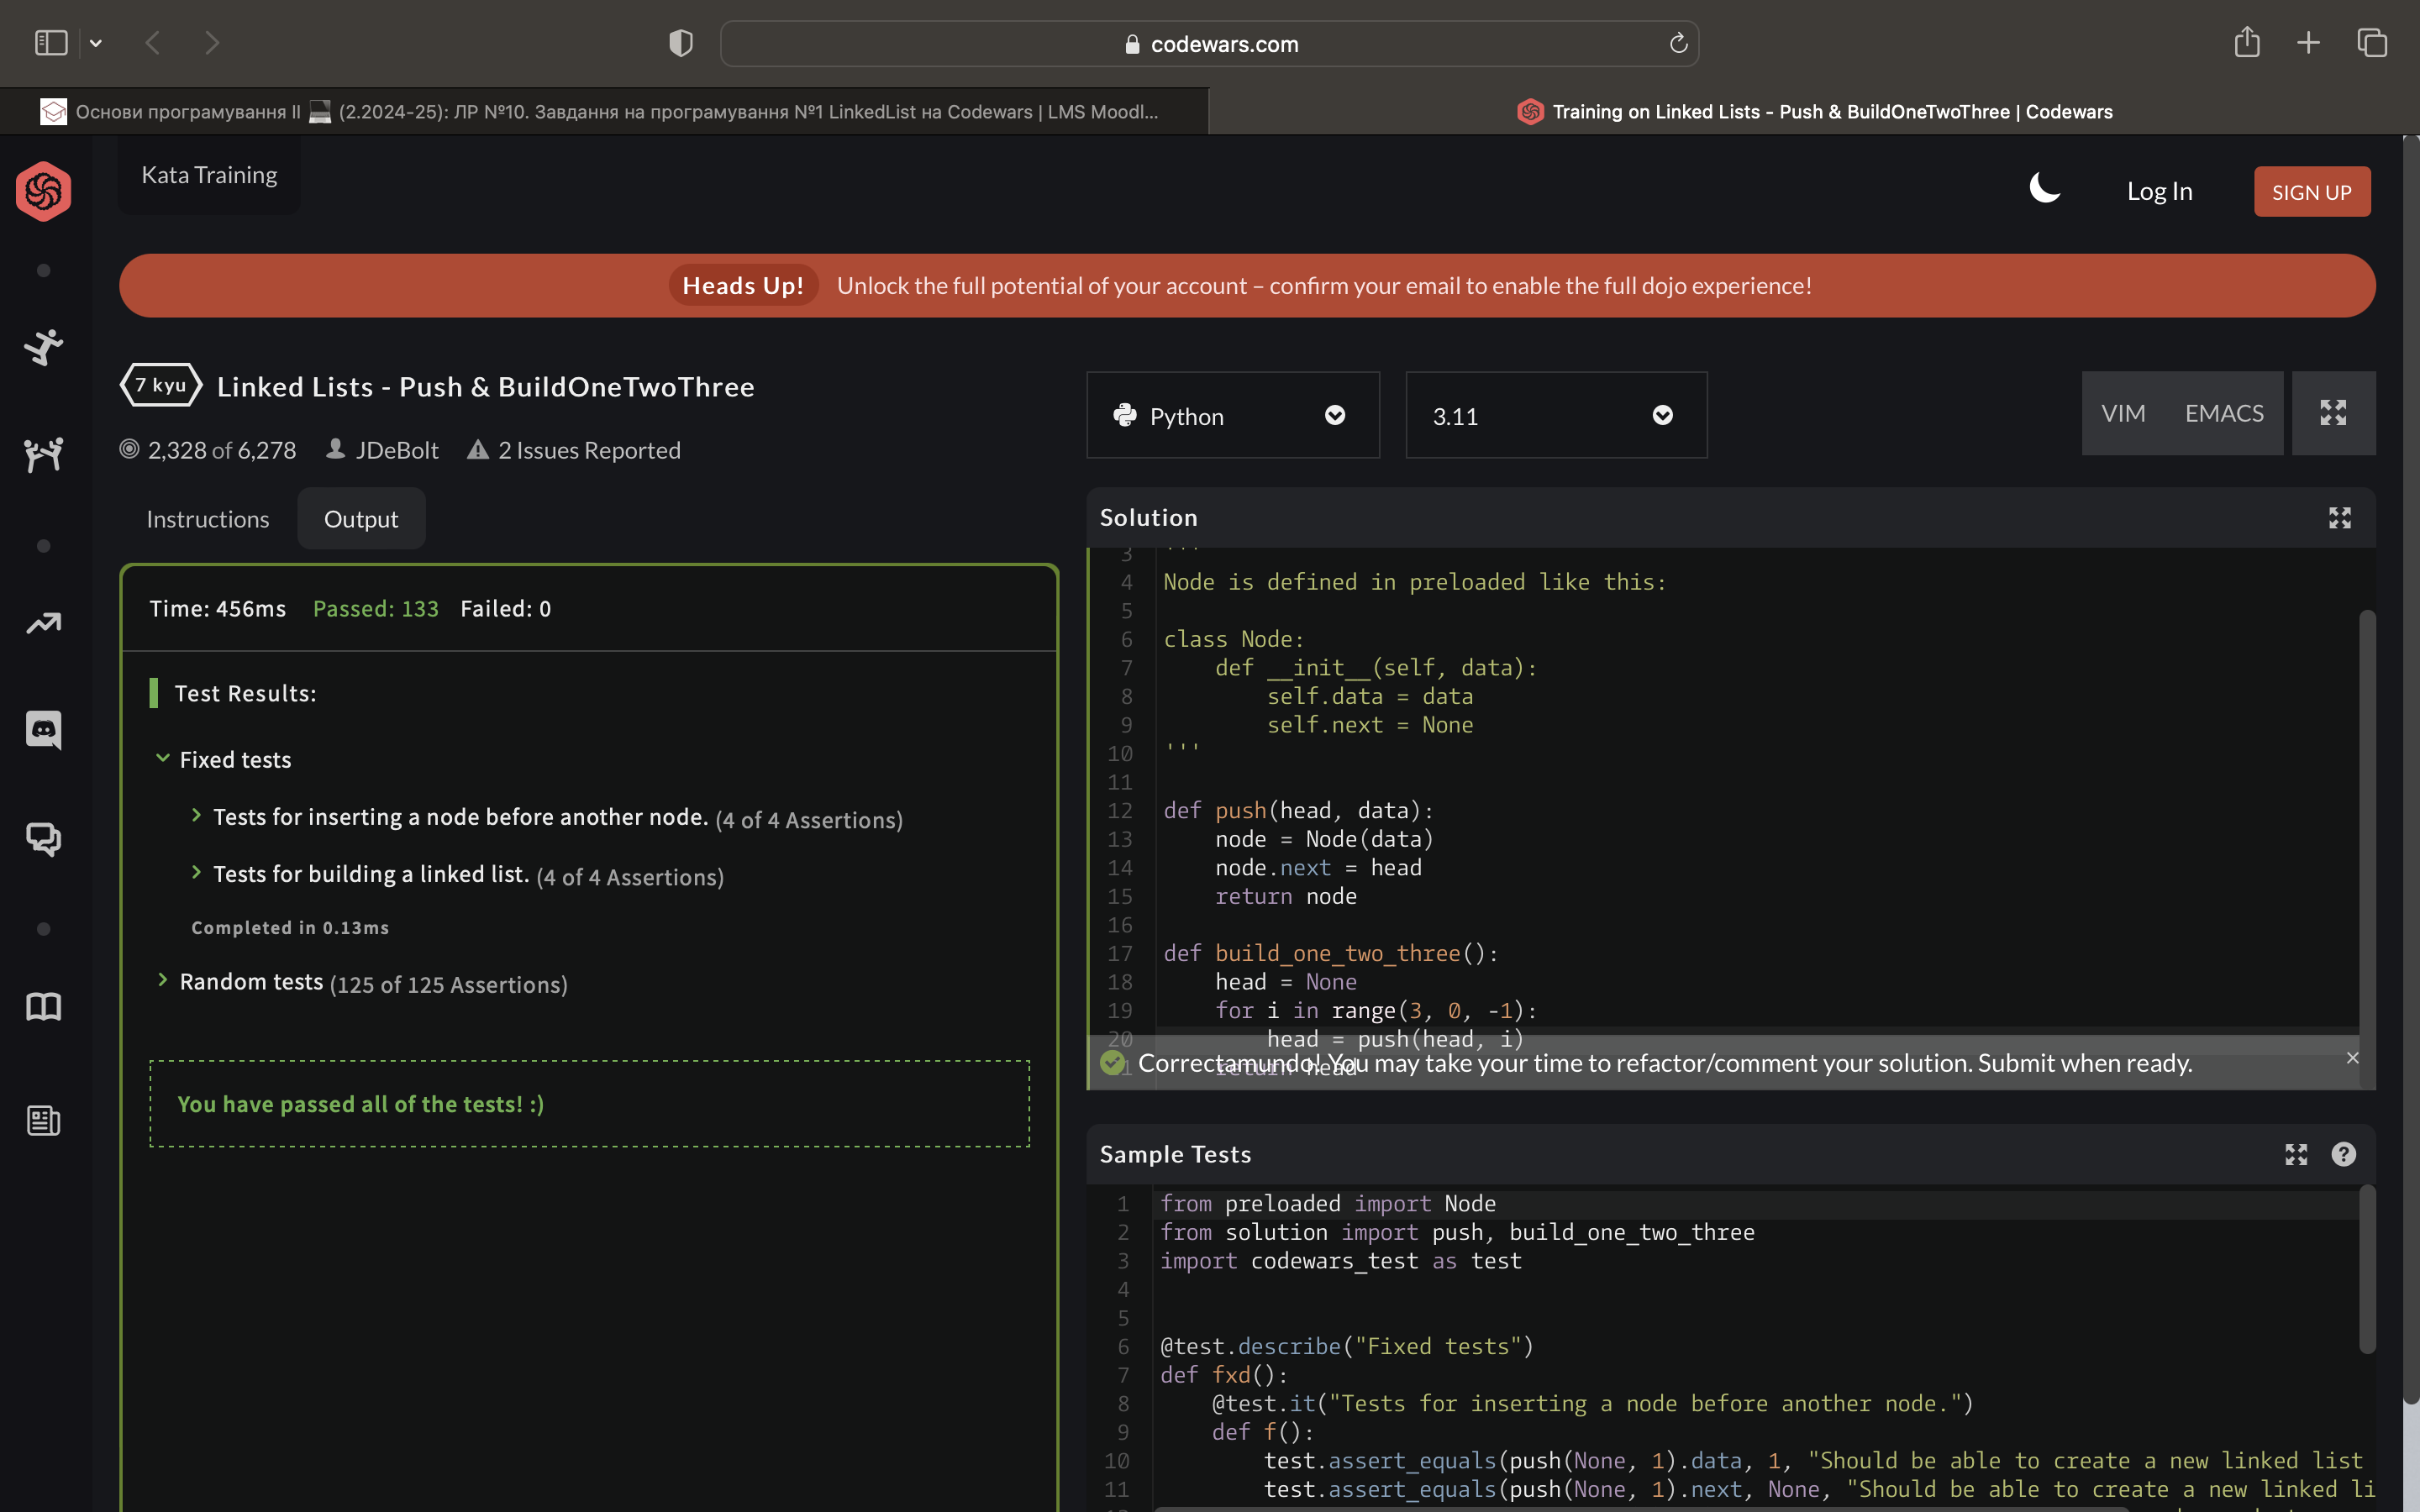 codewars.com
Основи програмування II 💻 (2.2024-25): ЛР №10. Завдання на програмування №1 LinkedList на Codewars | LMS Moodl...
Training on Linked Lists - Push & BuildOneTwoThree | Codewars
Kata Training
Log In
SIGN UP
Heads Up! Unlock the full potential of your account – confirm your email to enable the full dojo experience!
7 kyu Linked Lists - Push & BuildOneTwoThree
2,328 of 6,278 JDeBolt 2 Issues Reported
Instructions Output
Time: 456ms Passed: 133 Failed: 0
Test Results:
Fixed tests
Tests for inserting a node before another node. (4 of 4 Assertions)
Tests for building a linked list. (4 of 4 Assertions)
Completed in 0.13ms
Random tests (125 of 125 Assertions)
You have passed all of the tests! :)
Python
3.11
VIM EMACS
Solution
3 '''
4 Node is defined in preloaded like this:
5
6 class Node:
7     def __init__(self, data):
8         self.data = data
9         self.next = None
10 '''
11
12 def push(head, data):
13     node = Node(data)
14     node.next = head
15     return node
16
17 def build_one_two_three():
18     head = None
19     for i in range(3, 0, -1):
20         head = push(head, i)
21     return head
Correctamundo! You may take your time to refactor/comment your solution. Submit when ready.
Sample Tests
1 from preloaded import Node
2 from solution import push, build_one_two_three
3 import codewars_test as test
4
5
6 @test.describe("Fixed tests")
7 def fxd():
8     @test.it("Tests for inserting a node before another node.")
9     def f():
10         test.assert_equals(push(None, 1).data, 1, "Should be able to create a new linked list
11         test.assert_equals(push(None, 1).next, None, "Should be able to create a new linked li